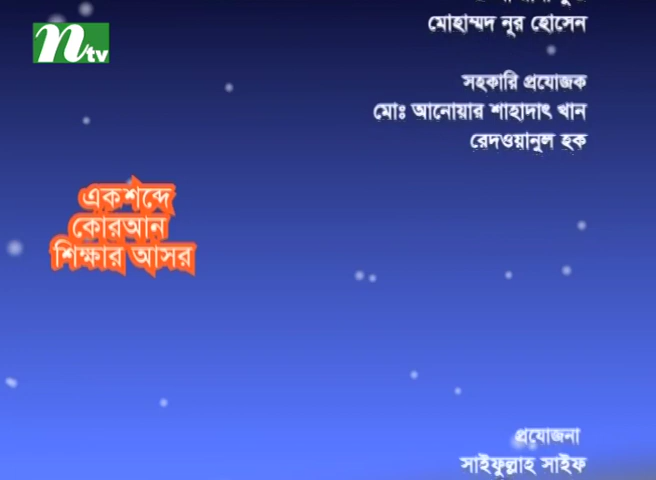 ntv
মোহাম্মদ নূর হোসেন
সহকারি প্রযোজক
মোঃ আনোয়ার শাহাদাৎ খান
রেদওয়ানুল হক
একশব্দে
কোরআন
শিক্ষার আসর
প্রযোজনা
সাইফুল্লাহ সাইফ